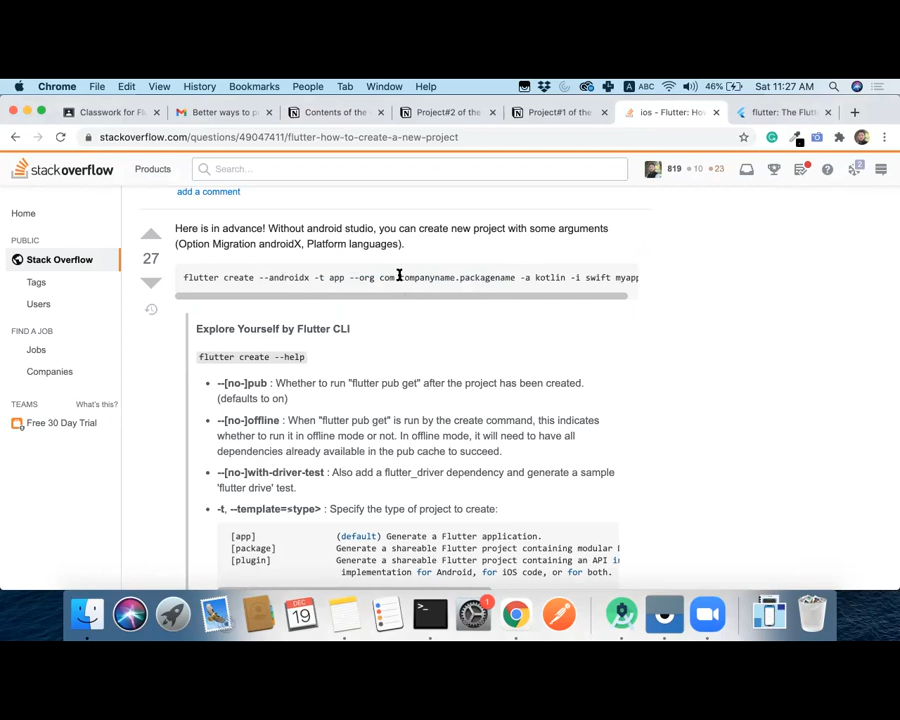 Chrome File Edit View History Bookmarks People Tab Window Help A ABC 46% Sat 11:27 AM
Classwork for Fl Better ways to p Contents of the Project#2 of the Project#1 of the ios - Flutter: Ho flutter: The Flutt
stackoverflow.com/questions/49047411/flutter-how-to-create-a-new-project
stackoverflow Products Search... 819 10 23 2
add a comment
Home
PUBLIC
Stack Overflow
Tags
Users
FIND A JOB
Jobs
Companies
TEAMS What's this?
Free 30 Day Trial
27
Here is in advance! Without android studio, you can create new project with some arguments
(Option Migration androidX, Platform languages).
flutter create --androidx -t app --org com.companyname.packagename -a kotlin -i swift myapp
Explore Yourself by Flutter CLI
flutter create --help
• --[no-]pub : Whether to run "flutter pub get" after the project has been created.
(defaults to on)
• --[no-]offline : When "flutter pub get" is run by the create command, this indicates
whether to run it in offline mode or not. In offline mode, it will need to have all
dependencies already available in the pub cache to succeed.
• --[no-]with-driver-test : Also add a flutter_driver dependency and generate a sample
'flutter drive' test.
• -t, --template=<type> : Specify the type of project to create:
[app] (default) Generate a Flutter application.
[package] Generate a shareable Flutter project containing modular D
[plugin] Generate a shareable Flutter project containing an API in
implementation for Android, for iOS code, or for both.
DEC
19
1